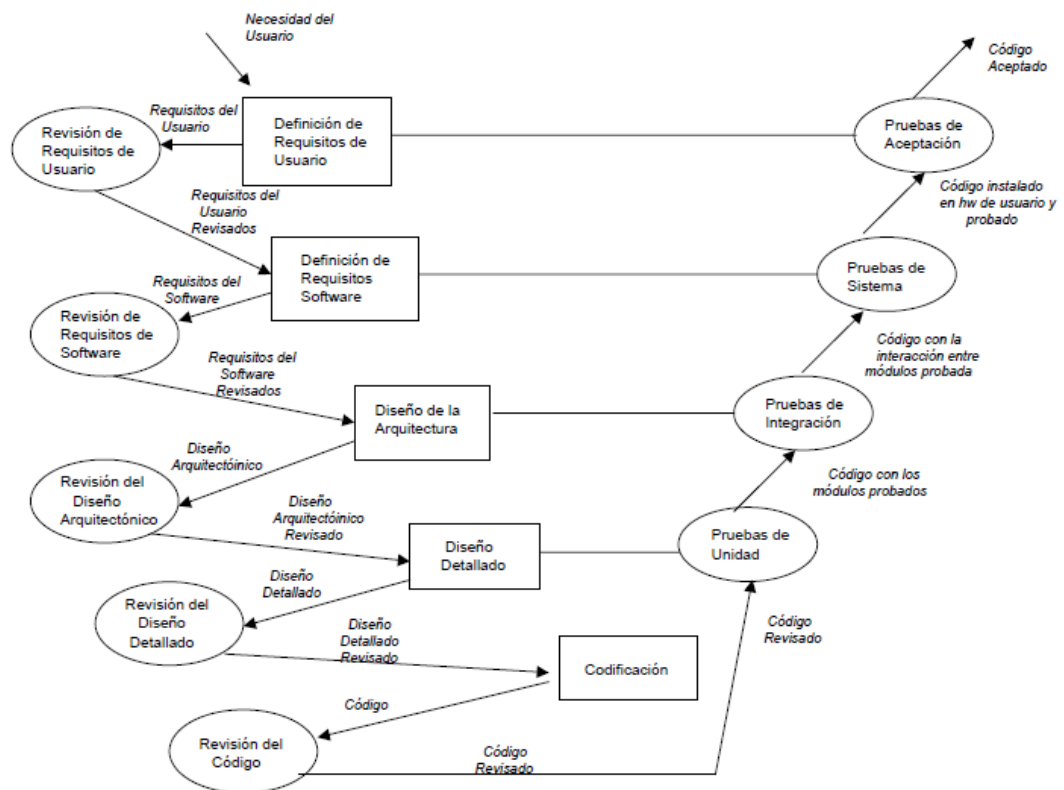 Necesidad del
Usuario
Código
Aceptado
Requisitos del
Usuario
Revisión de
Requisitos de
Usuario
Definición de
Requisitos de
Usuario
Pruebas de
Aceptación
Requisitos del
Usuario
Revisados
Código instalado
en hw de usuario y
probado
Definición de
Requisitos
Software
Pruebas de
Sistema
Requisitos del
Software
Revisión de
Requisitos de
Software
Código con la
interacción entre
módulos probada
Requisitos del
Software
Revisados
Diseño de la
Arquitectura
Pruebas de
Integración
Diseño
Arquitectóinico
Revisión del
Diseño
Arquitectónico
Código con los
módulos probados
Diseño
Arquitectóinico
Revisado
Diseño
Detallado
Pruebas de
Unidad
Diseño
Detallado
Revisión del
Diseño
Detallado
Diseño
Detallado
Revisado
Código
Revisado
Codificación
Código
Revisión del
Código
Código
Revisado